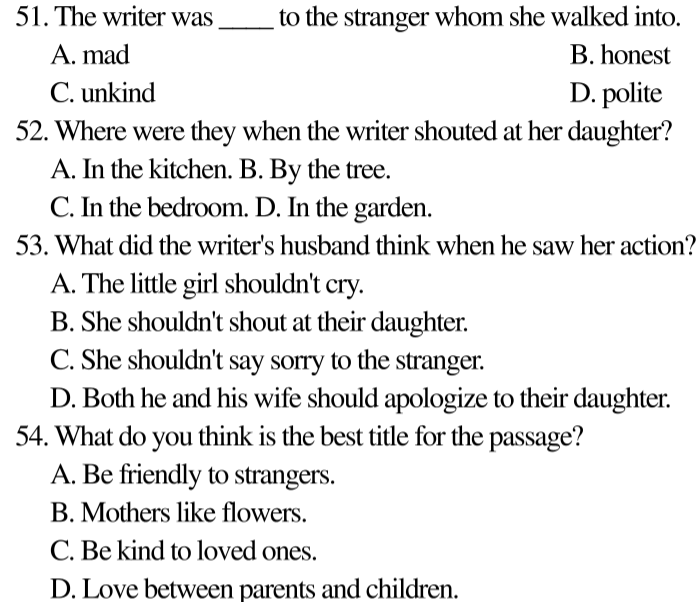 51. The writer was ____ to the stranger whom she walked into.
A. mad B. honest
C. unkind D. polite
52. Where were they when the writer shouted at her daughter?
A. In the kitchen. B. By the tree.
C. In the bedroom. D. In the garden.
53. What did the writer's husband think when he saw her action?
A. The little girl shouldn't cry.
B. She shouldn't shout at their daughter.
C. She shouldn't say sorry to the stranger.
D. Both he and his wife should apologize to their daughter.
54. What do you think is the best title for the passage?
A. Be friendly to strangers.
B. Mothers like flowers.
C. Be kind to loved ones.
D. Love between parents and children.